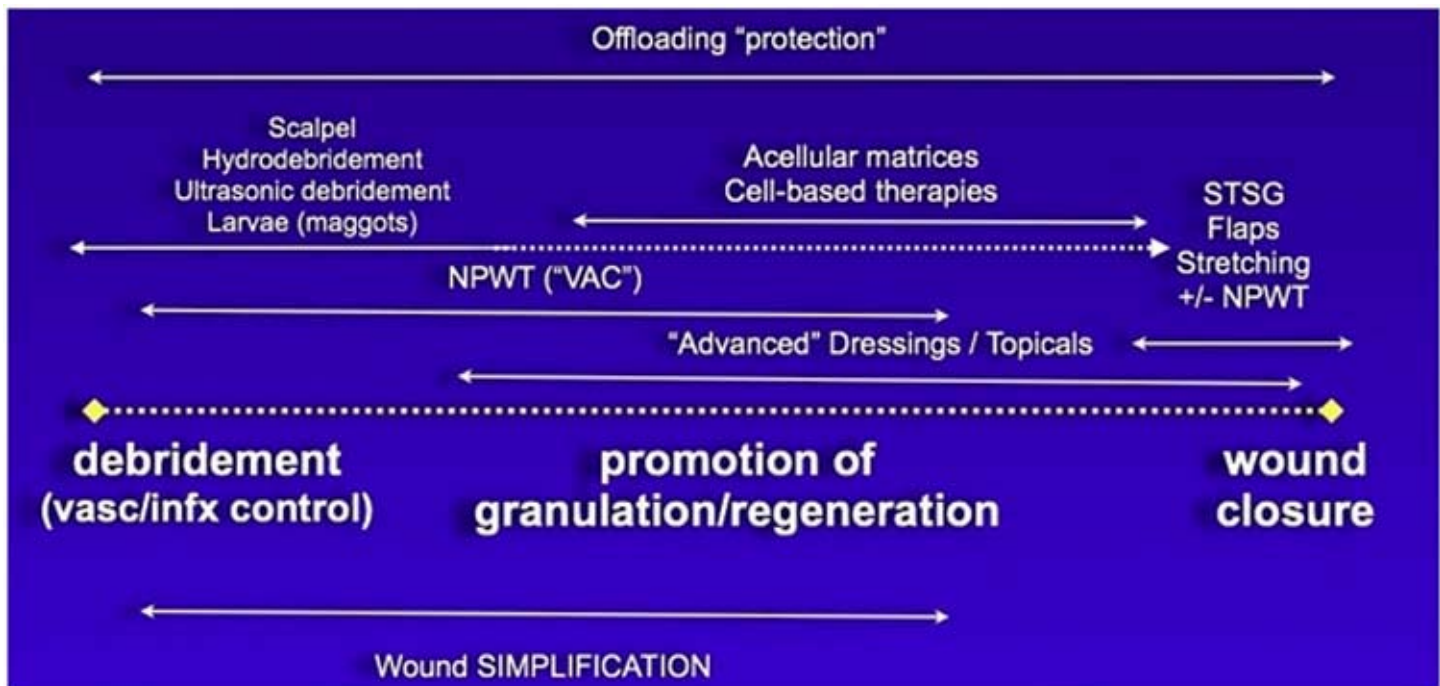 Offloading “protection”
Scalpel
Hydrodebridement
Ultrasonic debridement
Larvae (maggots)
Acellular matrices
Cell-based therapies
STSG
Flaps
Stretching
+/- NPWT
NPWT (“VAC”)
“Advanced” Dressings / Topicals
debridement
(vasc/infx control)
promotion of
granulation/regeneration
wound
closure
Wound SIMPLIFICATION